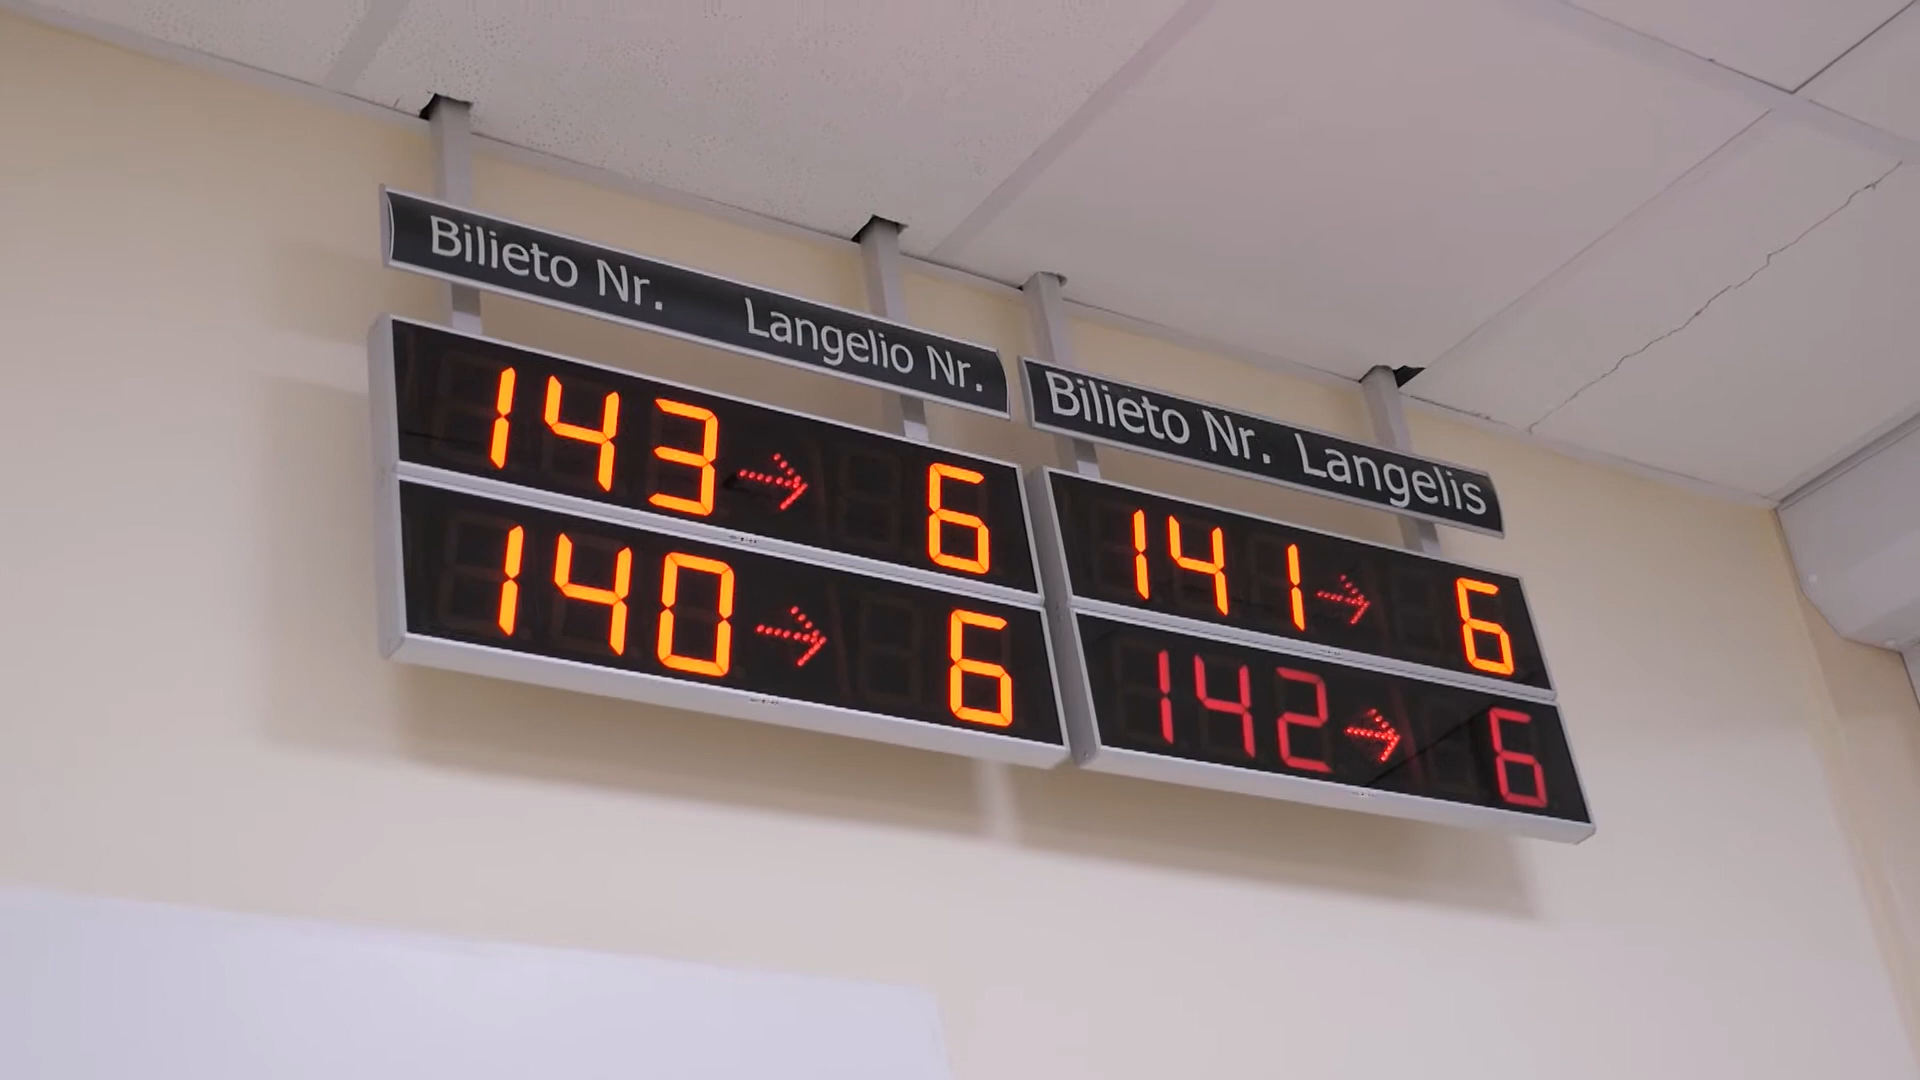 Bilieto Nr. Langelio Nr.
143 → 6
140 → 6
Bilieto Nr. Langelis
141 → 6
142 → 6